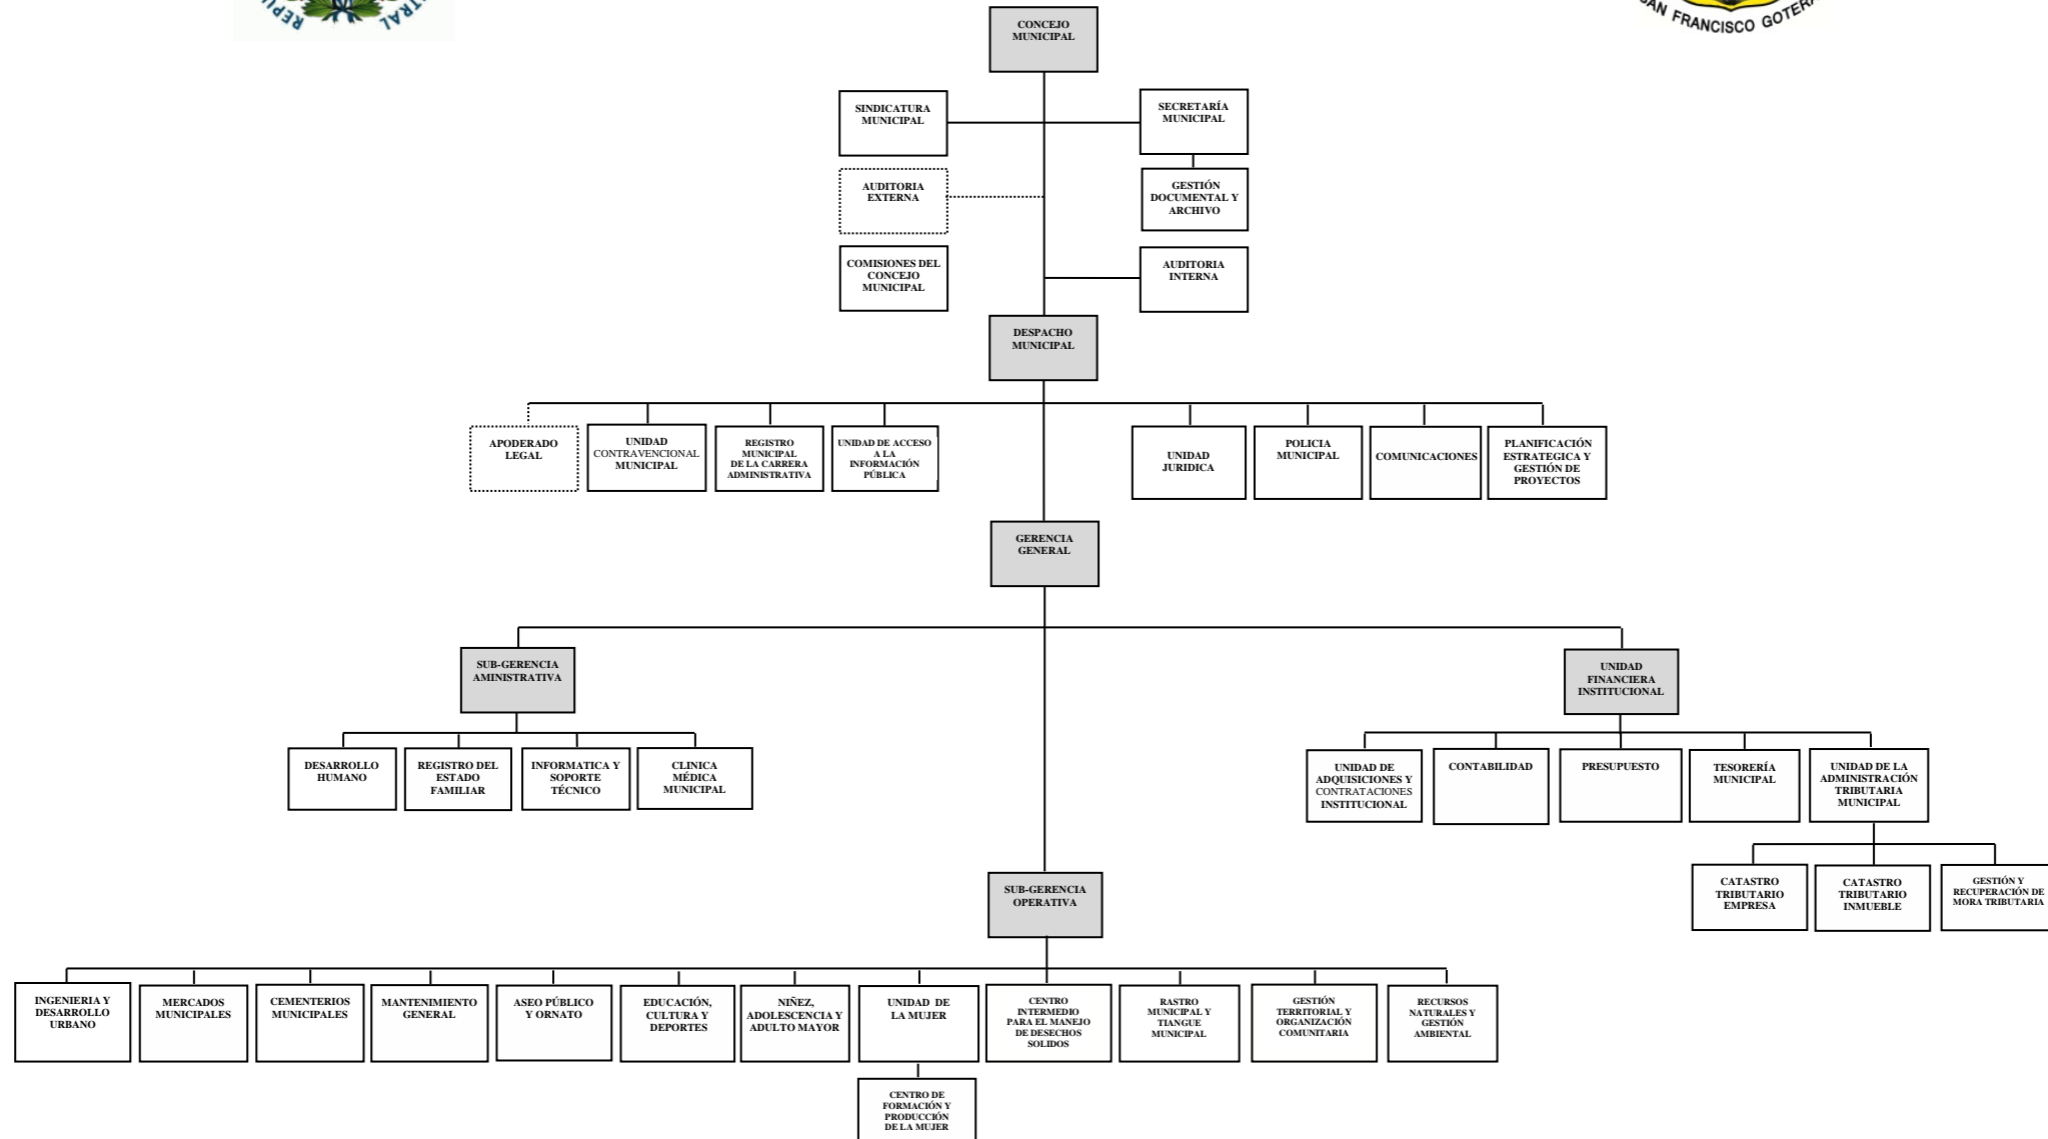 REPU
TRAL
SAN FRANCISCO GOTERA
CONCEJO
MUNICIPAL
SINDICATURA
MUNICIPAL
SECRETARÍA
MUNICIPAL
AUDITORIA
EXTERNA
GESTIÓN
DOCUMENTAL Y
ARCHIVO
COMISIONES DEL
CONCEJO
MUNICIPAL
AUDITORIA
INTERNA
DESPACHO
MUNICIPAL
APODERADO
LEGAL
UNIDAD
CONTRAVENCIONAL
MUNICIPAL
REGISTRO
MUNICIPAL
DE LA CARRERA
ADMINISTRATIVA
UNIDAD DE ACCESO
A LA
INFORMACIÓN
PÚBLICA
UNIDAD
JURIDICA
POLICIA
MUNICIPAL
COMUNICACIONES
PLANIFICACIÓN
ESTRATEGICA Y
GESTIÓN DE
PROYECTOS
GERENCIA
GENERAL
SUB-GERENCIA
AMINISTRATIVA
UNIDAD
FINANCIERA
INSTITUCIONAL
DESARROLLO
HUMANO
REGISTRO DEL
ESTADO
FAMILIAR
INFORMATICA Y
SOPORTE
TÉCNICO
CLINICA
MÉDICA
MUNICIPAL
UNIDAD DE
ADQUISICIONES Y
CONTRATACIONES
INSTITUCIONAL
CONTABILIDAD
PRESUPUESTO
TESORERÍA
MUNICIPAL
UNIDAD DE LA
ADMINISTRACIÓN
TRIBUTARIA
MUNICIPAL
CATASTRO
TRIBUTARIO
EMPRESA
CATASTRO
TRIBUTARIO
INMUEBLE
GESTIÓN Y
RECUPERACIÓN DE
MORA TRIBUTARIA
SUB-GERENCIA
OPERATIVA
INGENIERIA Y
DESARROLLO
URBANO
MERCADOS
MUNICIPALES
CEMENTERIOS
MUNICIPALES
MANTENIMIENTO
GENERAL
ASEO PÚBLICO
Y ORNATO
EDUCACIÓN,
CULTURA Y
DEPORTES
NIÑEZ,
ADOLESCENCIA Y
ADULTO MAYOR
UNIDAD DE
LA MUJER
CENTRO
INTERMEDIO
PARA EL MANEJO
DE DESECHOS
SOLIDOS
RASTRO
MUNICIPAL Y
TIANGUE
MUNICIPAL
GESTIÓN
TERRITORIAL Y
ORGANIZACIÓN
COMUNITARIA
RECURSOS
NATURALES Y
GESTIÓN
AMBIENTAL
CENTRO DE
FORMACIÓN Y
PRODUCCIÓN
DE LA MUJER